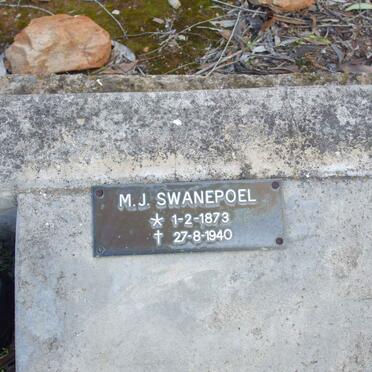 M.J. SWANEPOEL
* 1-2-1873
† 27-8-1940